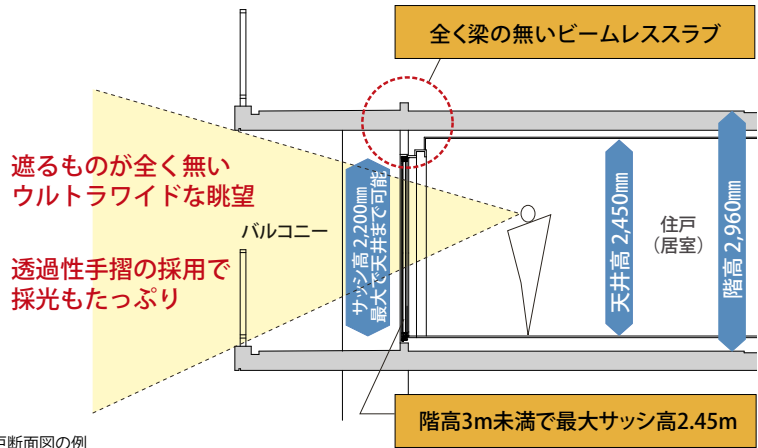 全く梁の無いビームレススラブ
遮るものが全く無い
ウルトラワイドな眺望
バルコニー
透過性手摺の採用で
採光もたっぷり
サッシ高 2,200mm
最大で天井まで可能
天井高 2,450mm
住戸
(居室)
階高 2,960mm
階高3m未満で最大サッシ高2.45m
断面図の例